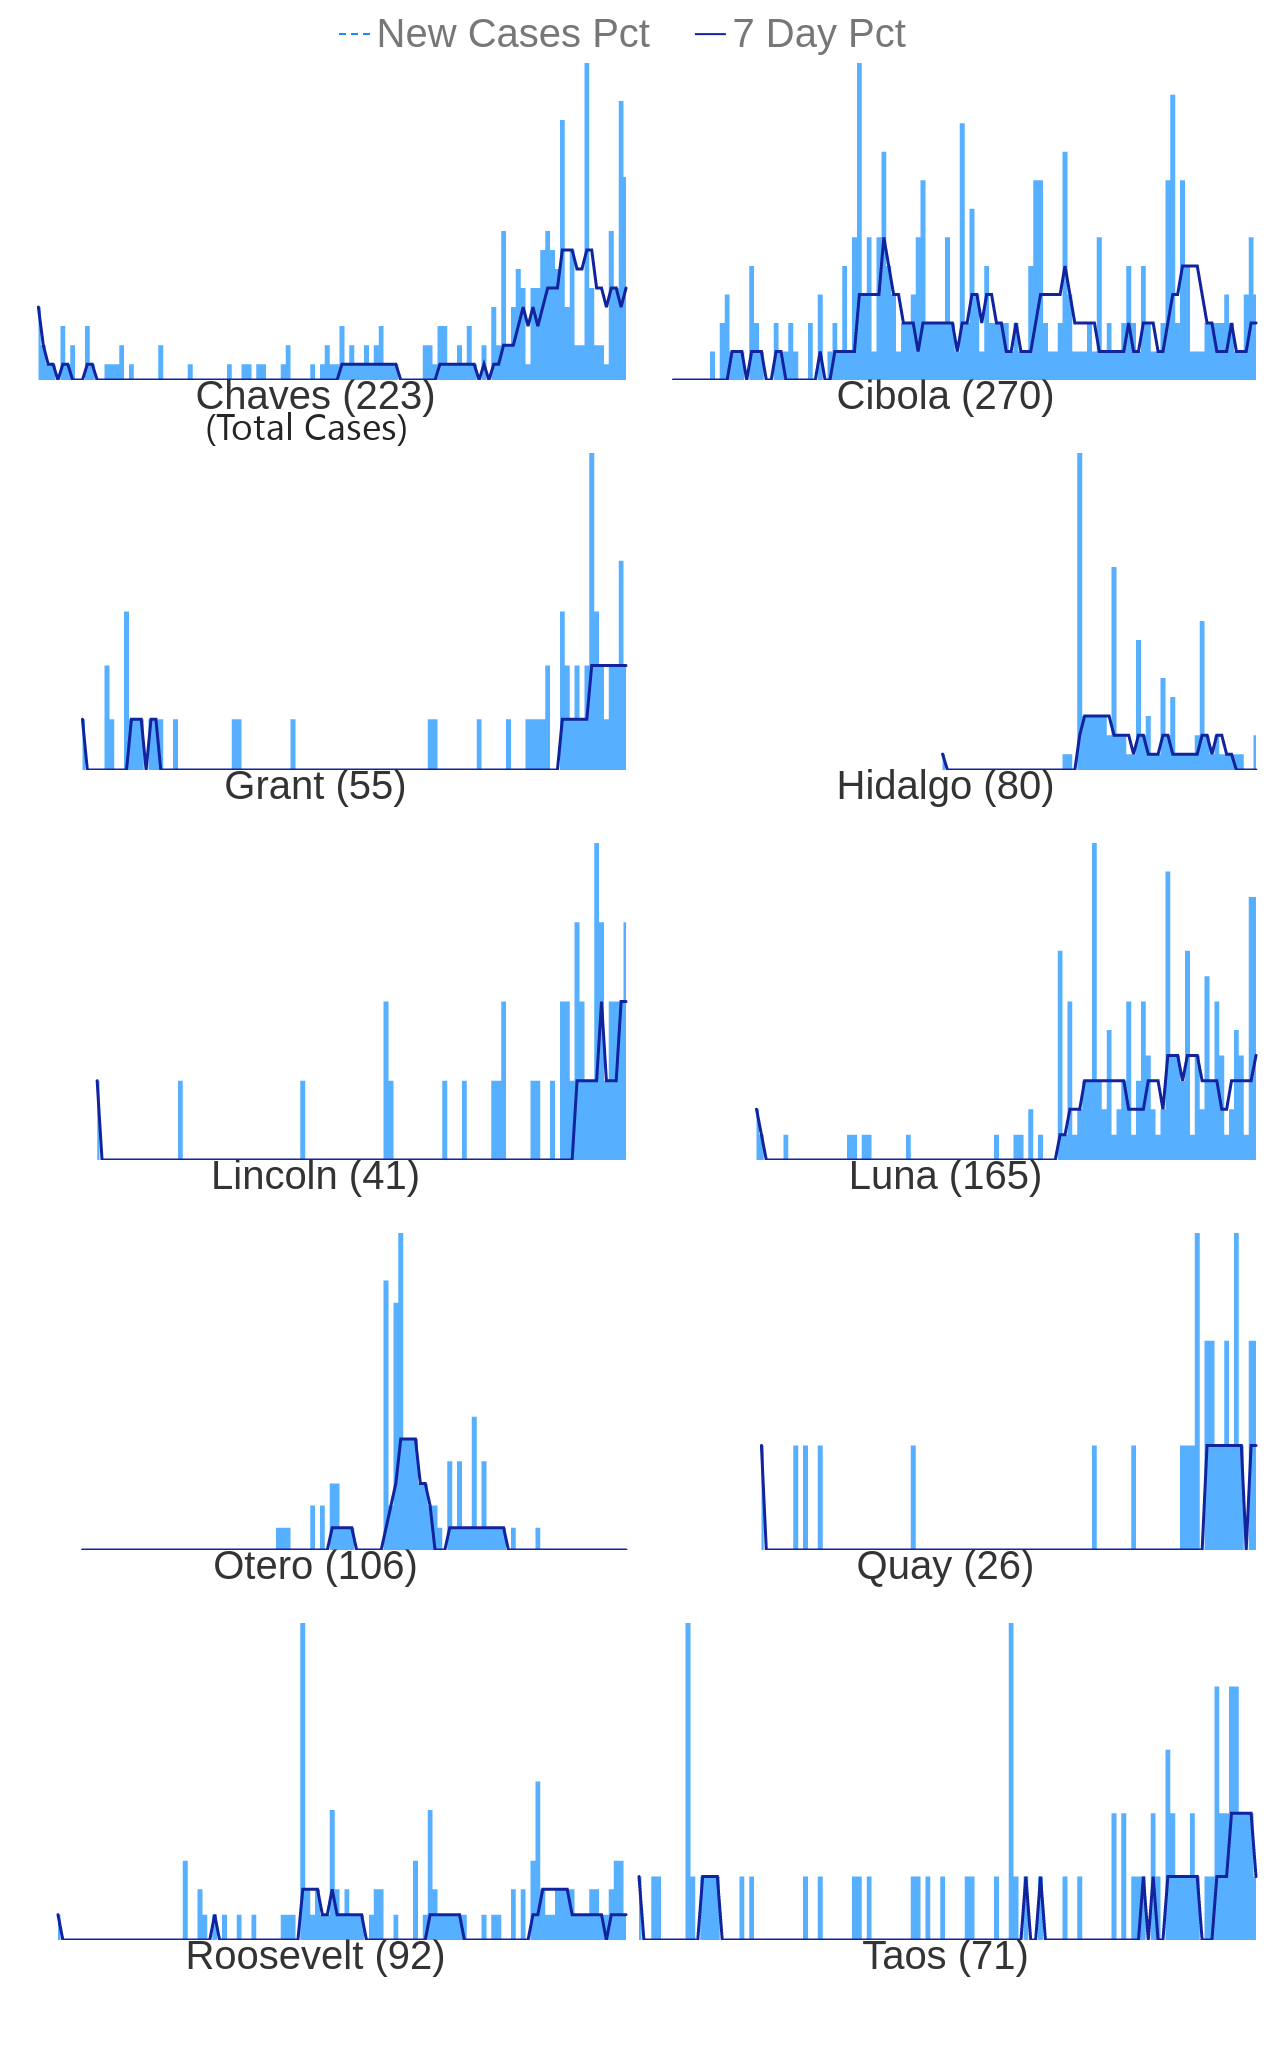 New Cases Pct 7 Day Pct
Chaves (223) Cibola (270)
(Total Cases)
Grant (55) Hidalgo (80)
Lincoln (41) Luna (165)
Otero (106) Quay (26)
Roosevelt (92) Taos (71)